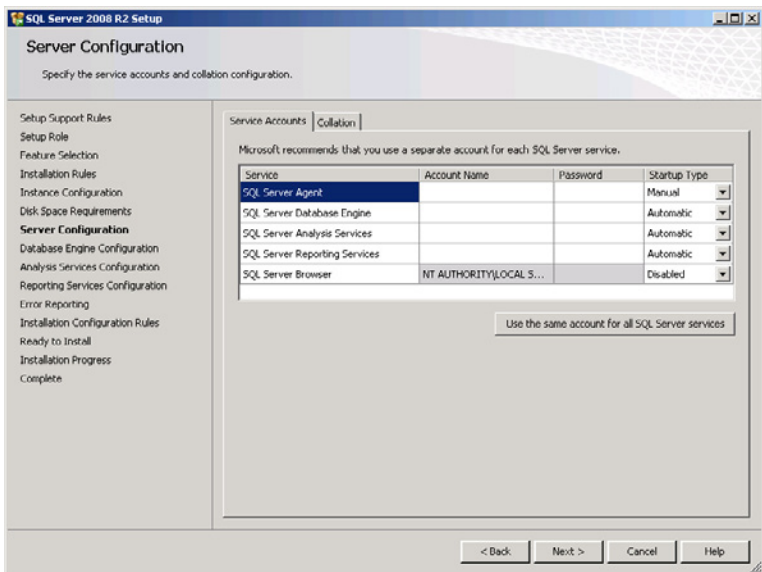 SQL Server 2008 R2 Setup
Server Configuration
Specify the service accounts and collation configuration.
Setup Support Rules
Setup Role
Feature Selection
Installation Rules
Instance Configuration
Disk Space Requirements
Server Configuration
Database Engine Configuration
Analysis Services Configuration
Reporting Services Configuration
Error Reporting
Installation Configuration Rules
Ready to Install
Installation Progress
Complete
Service Accounts Collation
Microsoft recommends that you use a separate account for each SQL Server service.
Service Account Name Password Startup Type
SQL Server Agent Manual
SQL Server Database Engine Automatic
SQL Server Analysis Services Automatic
SQL Server Reporting Services Automatic
SQL Server Browser NT AUTHORITY\LOCAL S... Disabled
Use the same account for all SQL Server services
< Back Next > Cancel Help